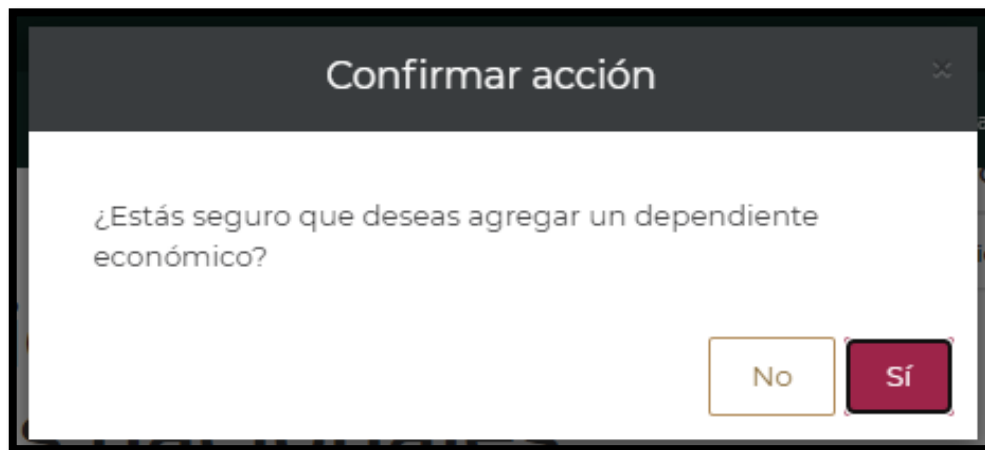 Confirmar acción
×
¿Estás seguro que deseas agregar un dependiente
económico?
No
Sí